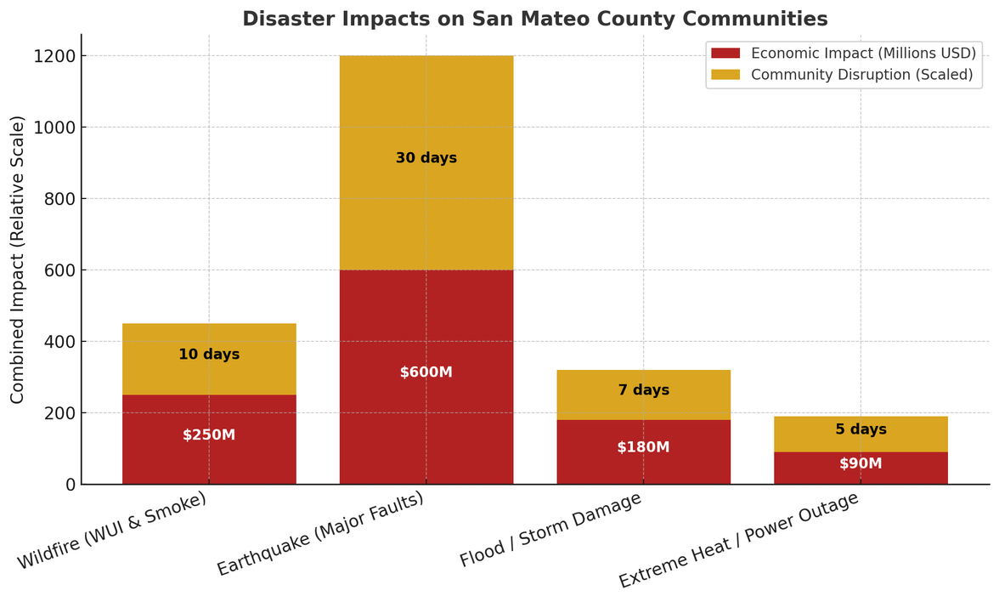 Disaster Impacts on San Mateo County Communities
Economic Impact (Millions USD)
Community Disruption (Scaled)
Combined Impact (Relative Scale)
1200
1000
800
600
400
200
0
10 days
$250M
30 days
$600M
7 days
$180M
5 days
$90M
Wildfire (WUI & Smoke)
Earthquake (Major Faults)
Flood / Storm Damage
Extreme Heat / Power Outage